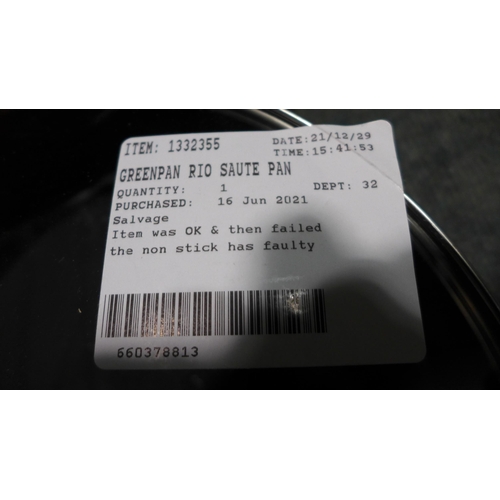 ITEM: 1332355 DATE:21/12/29
TIME:15:41:53
GREENPAN RIO SAUTE PAN
QUANTITY: 1 DEPT: 32
PURCHASED: 16 Jun 2021
Salvage
Item was OK & then failed
the non stick has faulty
660378813